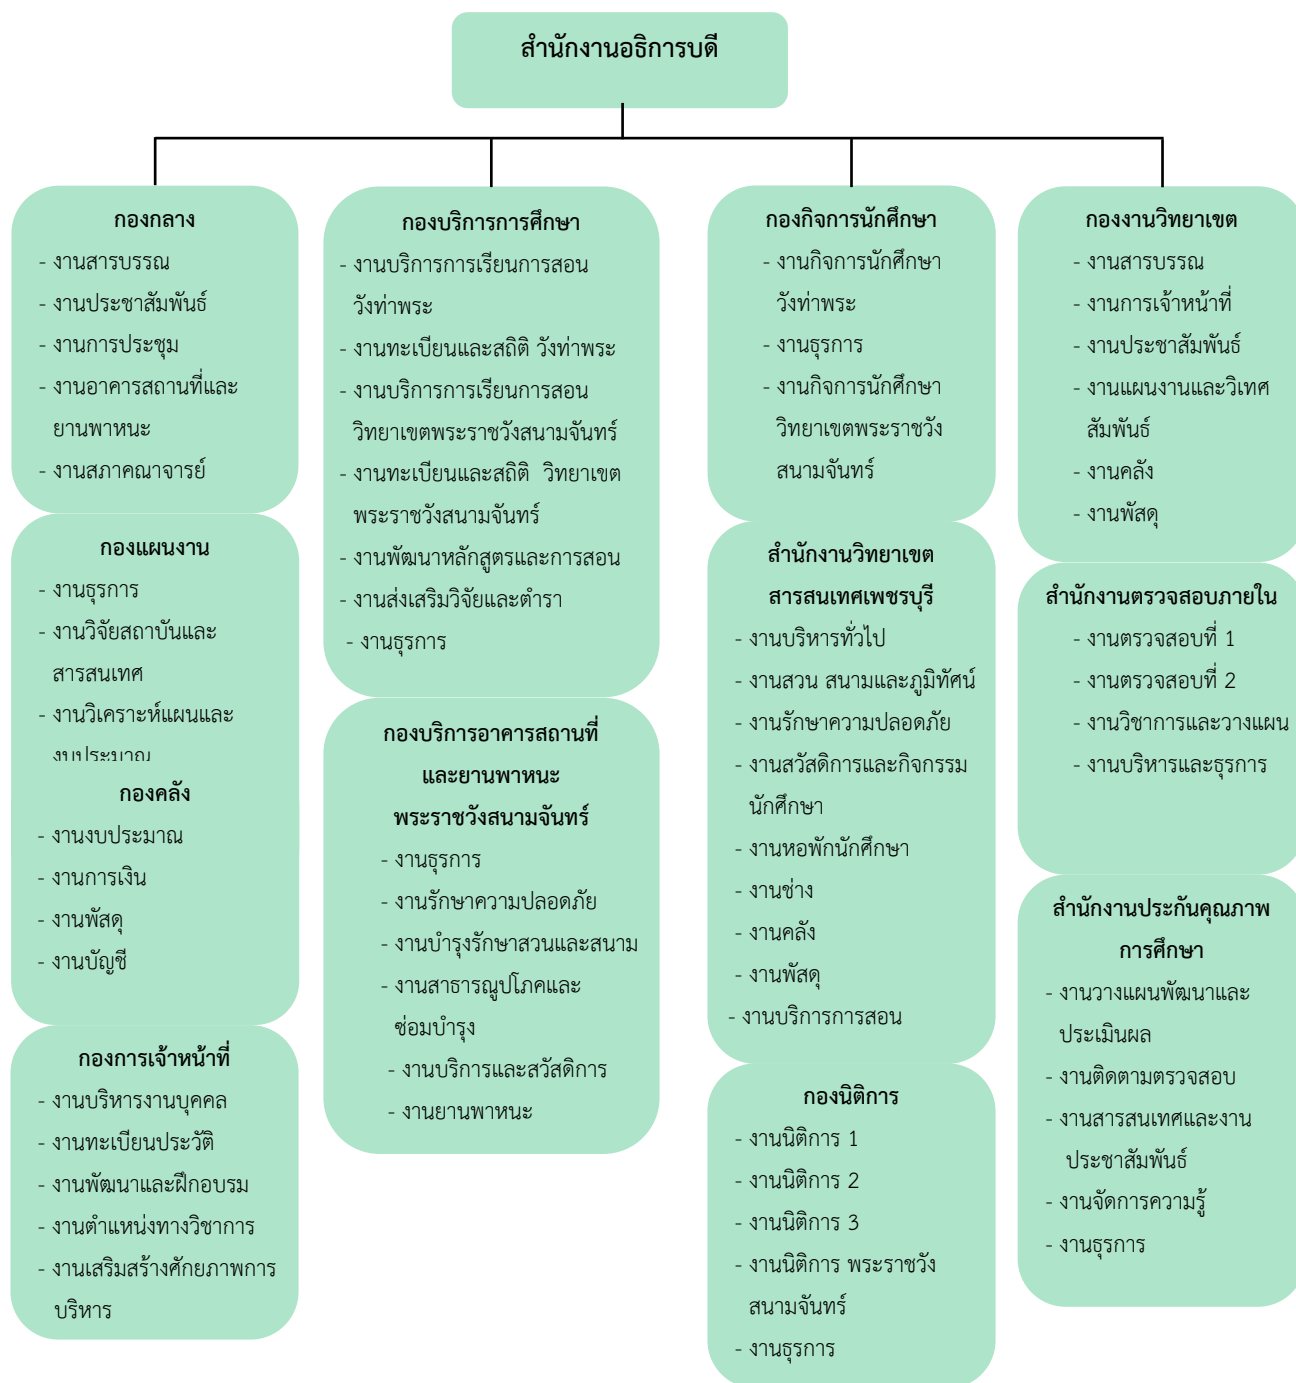 สำนักงานอธิการบดี
กองกลาง
- งานสารบรรณ
- งานประชาสัมพันธ์
- งานการประชุม
- งานอาคารสถานที่และ
ยานพาหนะ
- งานสภาคณาจารย์
กองแผนงาน
- งานธุรการ
- งานวิจัยสถาบันและ
สารสนเทศ
- งานวิเคราะห์แผนและ
งบประมาณ
กองคลัง
- งานงบประมาณ
- งานการเงิน
- งานพัสดุ
- งานบัญชี
กองการเจ้าหน้าที่
- งานบริหารงานบุคคล
- งานทะเบียนประวัติ
- งานพัฒนาและฝึกอบรม
- งานตำแหน่งทางวิชาการ
- งานเสริมสร้างศักยภาพการ
บริหาร
กองบริการการศึกษา
- งานบริการการเรียนการสอน
วังท่าพระ
- งานทะเบียนและสถิติ วังท่าพระ
- งานบริการการเรียนการสอน
วิทยาเขตพระราชวังสนามจันทร์
- งานทะเบียนและสถิติ วิทยาเขต
พระราชวังสนามจันทร์
- งานพัฒนาหลักสูตรและการสอน
- งานส่งเสริมวิจัยและตำรา
- งานธุรการ
กองบริการอาคารสถานที่
และยานพาหนะ
พระราชวังสนามจันทร์
- งานธุรการ
- งานรักษาความปลอดภัย
- งานบำรุงรักษาสวนและสนาม
- งานสาธารณูปโภคและ
ซ่อมบำรุง
- งานบริการและสวัสดิการ
- งานยานพาหนะ
กองกิจการนักศึกษา
- งานกิจการนักศึกษา
วังท่าพระ
- งานธุรการ
- งานกิจการนักศึกษา
วิทยาเขตพระราชวัง
สนามจันทร์
สำนักงานวิทยาเขต
สารสนเทศเพชรบุรี
- งานบริหารทั่วไป
- งานสวน สนามและภูมิทัศน์
- งานรักษาความปลอดภัย
- งานสวัสดิการและกิจกรรม
นักศึกษา
- งานหอพักนักศึกษา
- งานช่าง
- งานคลัง
- งานพัสดุ
- งานบริการการสอน
กองนิติการ
- งานนิติการ 1
- งานนิติการ 2
- งานนิติการ 3
- งานนิติการ พระราชวัง
สนามจันทร์
- งานธุรการ
กองงานวิทยาเขต
- งานสารบรรณ
- งานการเจ้าหน้าที่
- งานประชาสัมพันธ์
- งานแผนงานและวิเทศ
สัมพันธ์
- งานคลัง
- งานพัสดุ
สำนักงานตรวจสอบภายใน
- งานตรวจสอบที่ 1
- งานตรวจสอบที่ 2
- งานวิชาการและวางแผน
- งานบริหารและธุรการ
สำนักงานประกันคุณภาพ
การศึกษา
- งานวางแผนพัฒนาและ
ประเมินผล
- งานติดตามตรวจสอบ
- งานสารสนเทศและงาน
ประชาสัมพันธ์
- งานจัดการความรู้
- งานธุรการ